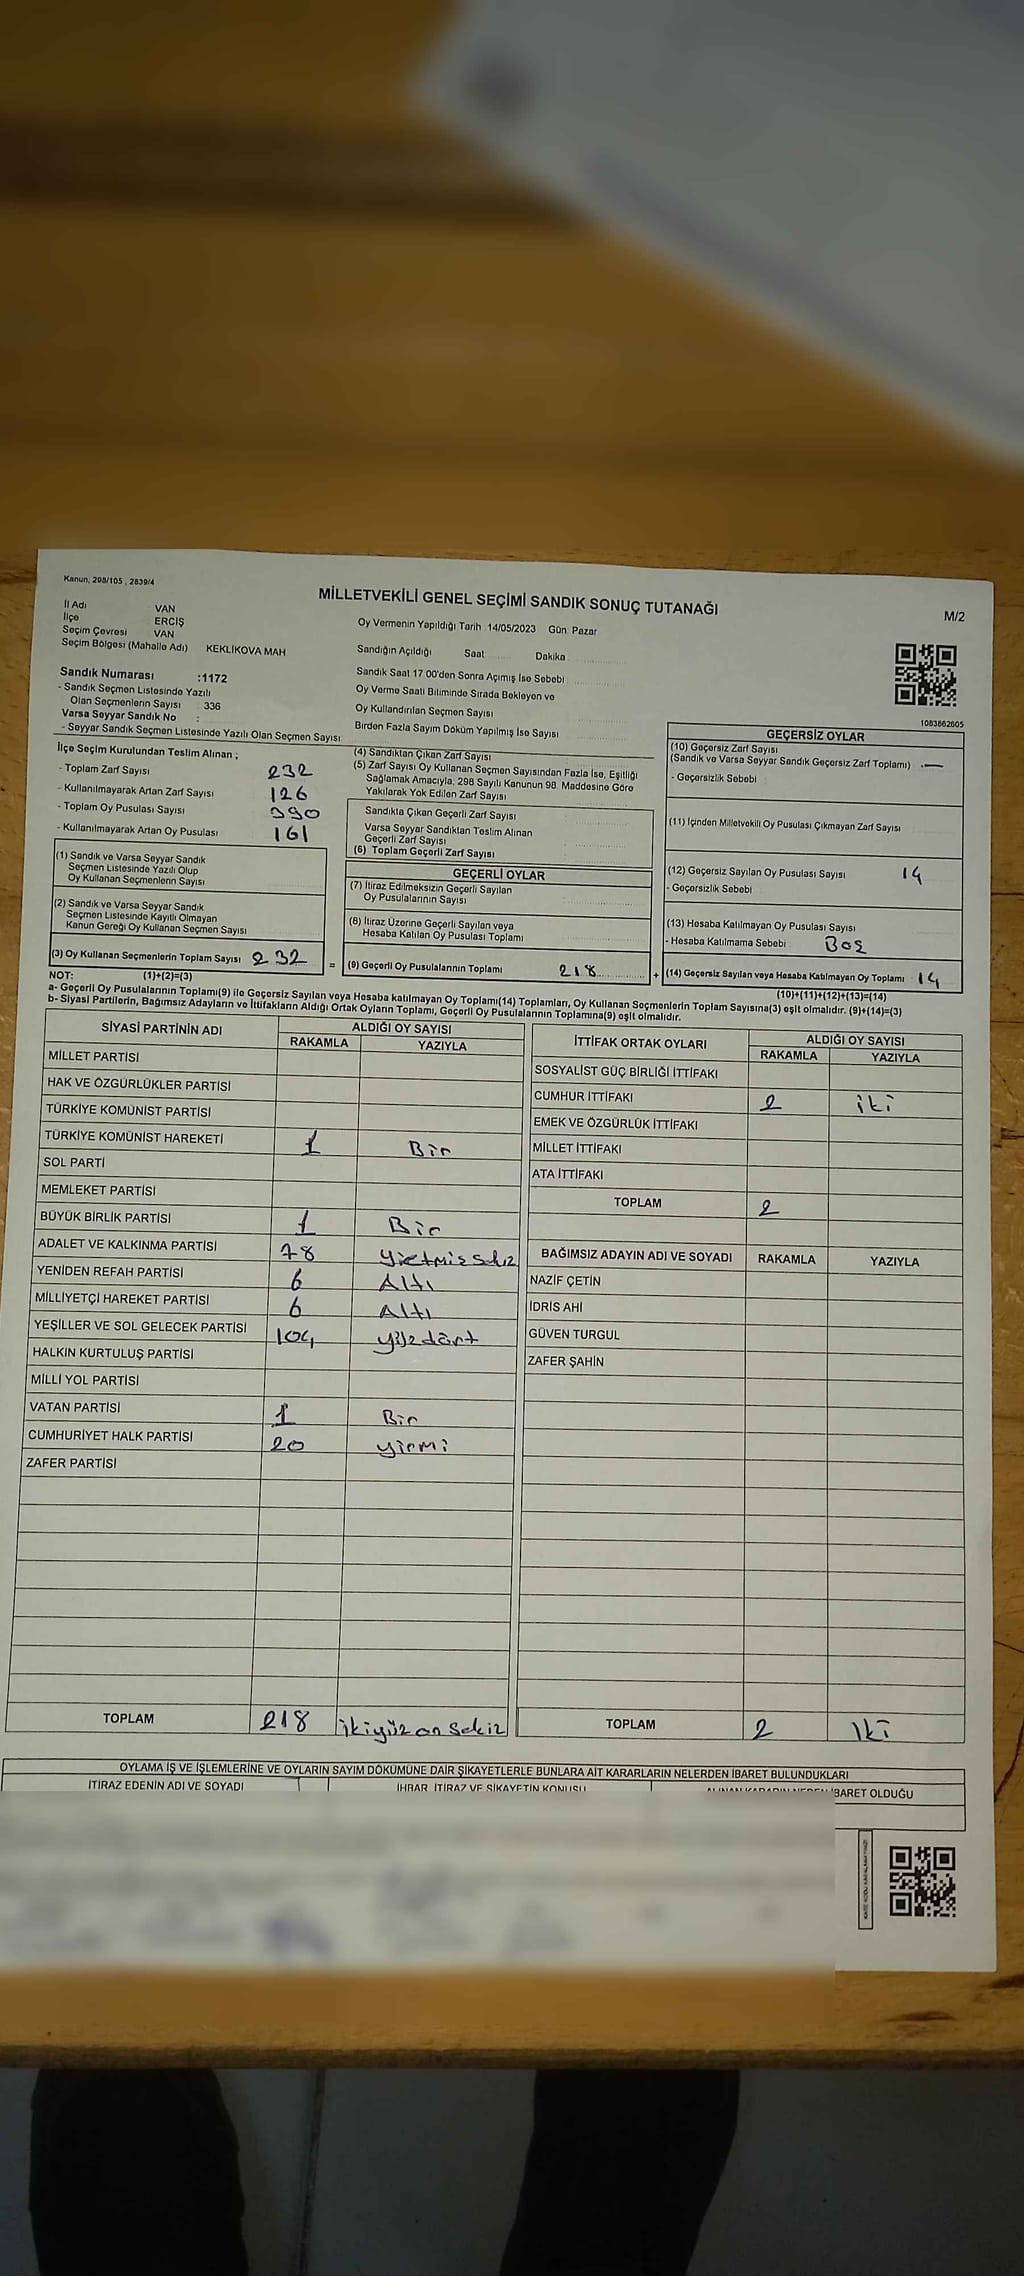 Kanun, 298/105 , 2839/4
MİLLETVEKİLİ GENEL SEÇİMİ SANDIK SONUÇ TUTANAĞI
M/2
İl Adı VAN
İlçe ERCİŞ
Seçim Çevresi VAN
Seçim Bölgesi (Mahalle Adı) KEKLİKOVA MAH
Oy Vermenin Yapıldığı Tarih 14/05/2023 Gün Pazar
Sandığın Açıldığı Saat Dakika
Sandık Saat 17 00'den Sonra Açımış İse Sebebi
Oy Verme Saati Bitiminde Sırada Bekleyen ve
Oy Kullandırılan Seçmen Sayısı
Birden Fazla Sayım Döküm Yapılmış İse Sayısı
1083862605
Sandık Numarası :1172
- Sandık Seçmen Listesinde Yazılı
Olan Seçmenlerin Sayısı : 336
Varsa Seyyar Sandık No :
- Seyyar Sandık Seçmen Listesinde Yazılı Olan Seçmen Sayısı
İlçe Seçim Kurulundan Teslim Alınan ;
- Toplam Zarf Sayısı 232
- Kullanılmayarak Artan Zarf Sayısı 126
- Toplam Oy Pusulası Sayısı 390
- Kullanılmayarak Artan Oy Pusulası 161
(1) Sandık ve Varsa Seyyar Sandık
Seçmen Listesinde Yazılı Olup
Oy Kullanan Seçmenlerin Sayısı
(2) Sandık ve Varsa Seyyar Sandık
Seçmen Listesinde Kayıtlı Olmayan
Kanun Gereği Oy Kullanan Seçmen Sayısı
(3) Oy Kullanan Seçmenlerin Toplam Sayısı 232
(4) Sandıktan Çıkan Zarf Sayısı
(5) Zarf Sayısı Oy Kullanan Seçmen Sayısından Fazla İse, Eşitliği
Sağlamak Amacıyla, 298 Sayılı Kanunun 98. Maddesine Göre
Yakılarak Yok Edilen Zarf Sayısı
Sandıkta Çıkan Geçerli Zarf Sayısı
Varsa Seyyar Sandıktan Teslim Alınan
Geçerli Zarf Sayısı
(6) Toplam Geçerli Zarf Sayısı
GEÇERLİ OYLAR
(7) İtiraz Edilmeksizin Geçerli Sayılan
Oy Pusulalarının Sayısı
(8) İtiraz Üzerine Geçerli Sayılan veya
Hesaba Katılan Oy Pusulası Toplamı
= (9) Geçerli Oy Pusulalarının Toplamı 218
GEÇERSİZ OYLAR
(10) Geçersiz Zarf Sayısı
(Sandık ve Varsa Seyyar Sandık Geçersiz Zarf Toplamı) —
- Geçersizlik Sebebi
(11) İçinden Milletvekili Oy Pusulası Çıkmayan Zarf Sayısı
(12) Geçersiz Sayılan Oy Pusulası Sayısı 14
- Geçersizlik Sebebi
(13) Hesaba Katılmayan Oy Pusulası Sayısı
- Hesaba Katılmama Sebebi Boş
+ (14) Geçersiz Sayılan veya Hesaba Katılmayan Oy Toplamı 14
NOT: (1)+(2)=(3)
(10)+(11)+(12)+(13)=(14)
a- Geçerli Oy Pusulalarının Toplamı(9) ile Geçersiz Sayılan veya Hesaba katılmayan Oy Toplamı(14) Toplamları, Oy Kullanan Seçmenlerin Toplam Sayısına(3) eşit olmalıdır. (9)+(14)=(3)
b- Siyasi Partilerin, Bağımsız Adayların ve İttifakların Aldığı Ortak Oyların Toplamı, Geçerli Oy Pusulalarının Toplamına(9) eşit olmalıdır.
SİYASİ PARTİNİN ADI ALDIĞI OY SAYISI
RAKAMLA YAZIYLA
MİLLET PARTİSİ
HAK VE ÖZGÜRLÜKLER PARTİSİ
TÜRKİYE KOMÜNİST PARTİSİ
TÜRKİYE KOMÜNİST HAREKETİ 1 Bir
SOL PARTİ
MEMLEKET PARTİSİ
BÜYÜK BİRLİK PARTİSİ 1 Bir
ADALET VE KALKINMA PARTİSİ 78 yietmissekiz
YENİDEN REFAH PARTİSİ 6 Altı
MİLLİYETÇİ HAREKET PARTİSİ 6 Altı
YEŞİLLER VE SOL GELECEK PARTİSİ 104 yüzdört
HALKIN KURTULUŞ PARTİSİ
MİLLİ YOL PARTİSİ
VATAN PARTİSİ 1 Bir
CUMHURİYET HALK PARTİSİ 20 yirmi
ZAFER PARTİSİ
TOPLAM 218 ikiyüz on sekiz
İTTİFAK ORTAK OYLARI ALDIĞI OY SAYISI
RAKAMLA YAZIYLA
SOSYALİST GÜÇ BİRLİĞİ İTTİFAKI
CUMHUR İTTİFAKI 2 iki
EMEK VE ÖZGÜRLÜK İTTİFAKI
MİLLET İTTİFAKI
ATA İTTİFAKI
TOPLAM 2
BAĞIMSIZ ADAYIN ADI VE SOYADI RAKAMLA YAZIYLA
NAZİF ÇETİN
İDRİS AHİ
GÜVEN TURGUL
ZAFER ŞAHİN
TOPLAM 2 İki
OYLAMA İŞ VE İŞLEMLERİNE VE OYLARIN SAYIM DÖKÜMÜNE DAİR ŞİKAYETLERLE BUNLARA AİT KARARLARIN NELERDEN İBARET BULUNDUKLARI
İTİRAZ EDENİN ADI VE SOYADI İHBAR, İTİRAZ VE ŞİKAYETİN KONUSU ALINAN KARARIN NEDEN İBARET OLDUĞU